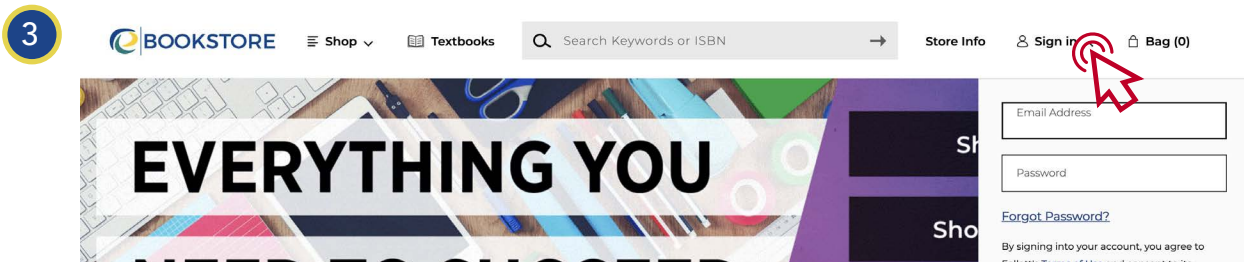 3
BOOKSTORE Shop Textbooks Search Keywords or ISBN Store Info Sign in Bag (0)
Email Address
EVERYTHING YOU
Password
Forgot Password?
By signing into your account, you agree to